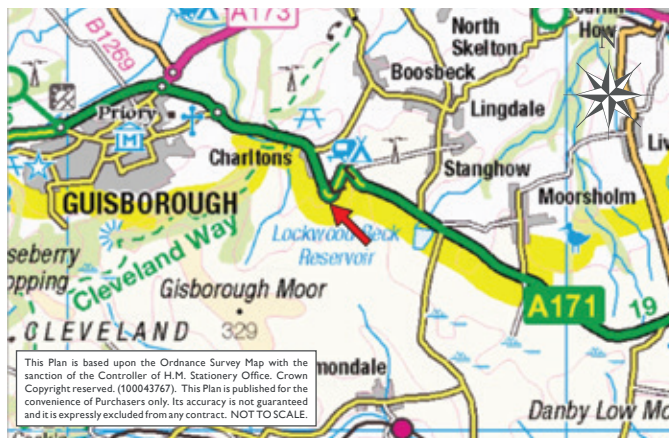 A173
B1269
North
Skelton
How
N
Boosbeck
Priory
Lingdale
Charltons
Stanghow
Moorsholm
GUISBOROUGH
Cleveland Way
Lockwood Beck
Reservoir
seberry
opping
Gisborough Moor
A171
19
CLEVELAND
329
This Plan is based upon the Ordnance Survey Map with the
sanction of the Controller of H.M. Stationery Office. Crown
Copyright reserved. (100043767). This Plan is published for the
convenience of Purchasers only. Its accuracy is not guaranteed
and it is expressly excluded from any contract. NOT TO SCALE.
mondale
Danby Low Mo